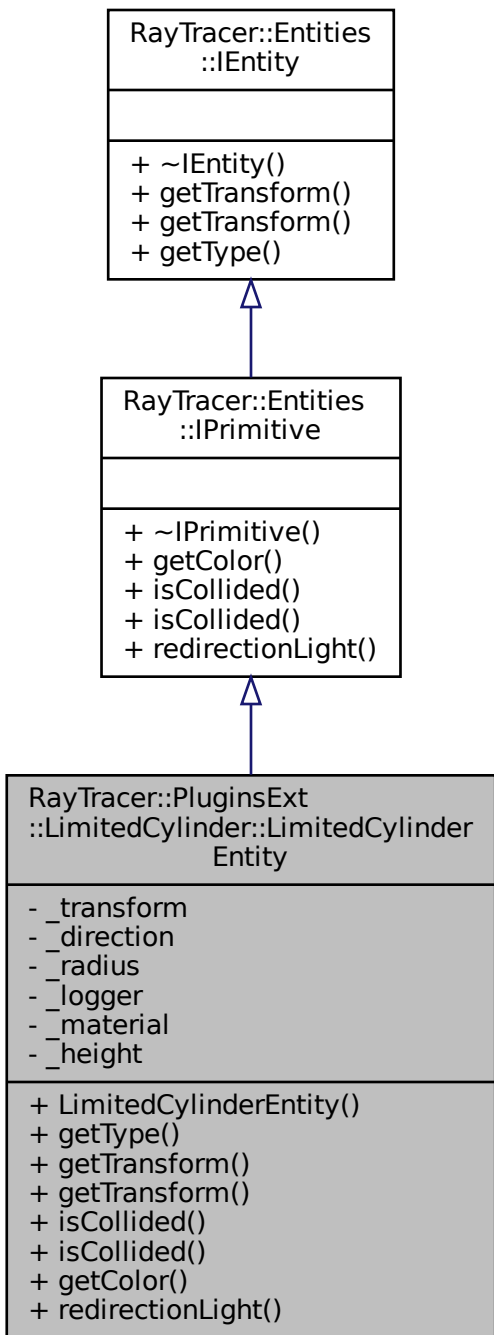 RayTracer::Entities
::IEntity
+ ~IEntity()
+ getTransform()
+ getTransform()
+ getType()
RayTracer::Entities
::IPrimitive
+ ~IPrimitive()
+ getColor()
+ isCollided()
+ isCollided()
+ redirectionLight()
RayTracer::PluginsExt
::LimitedCylinder::LimitedCylinder
Entity
- _transform
- _direction
- _radius
- _logger
- _material
- _height
+ LimitedCylinderEntity()
+ getType()
+ getTransform()
+ getTransform()
+ isCollided()
+ isCollided()
+ getColor()
+ redirectionLight()